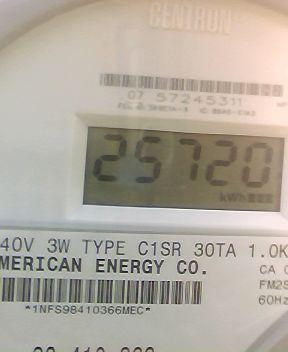 CENTRON
07 57245311
25720
kWh
40V 3W TYPE C1SR 30TA 1.0K
MERICAN ENERGY CO.
CA 0
FM2S
60Hz
*1NFS98410366MEC*